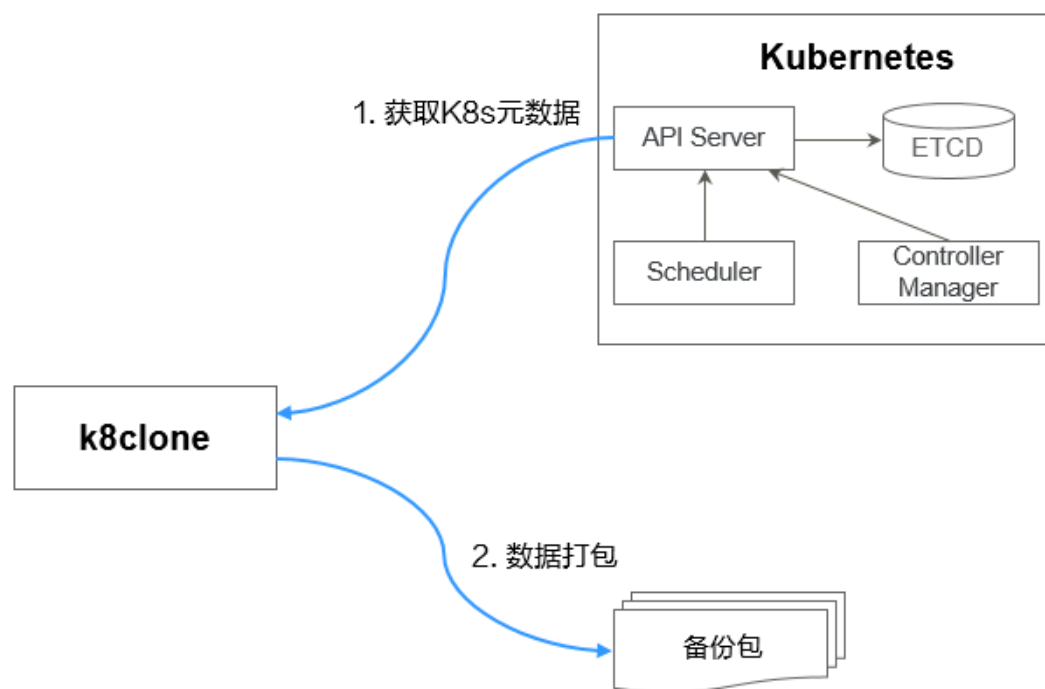 Kubernetes
1. 获取K8s元数据
API Server
ETCD
Scheduler
Controller
Manager
k8clone
2. 数据打包
备份包